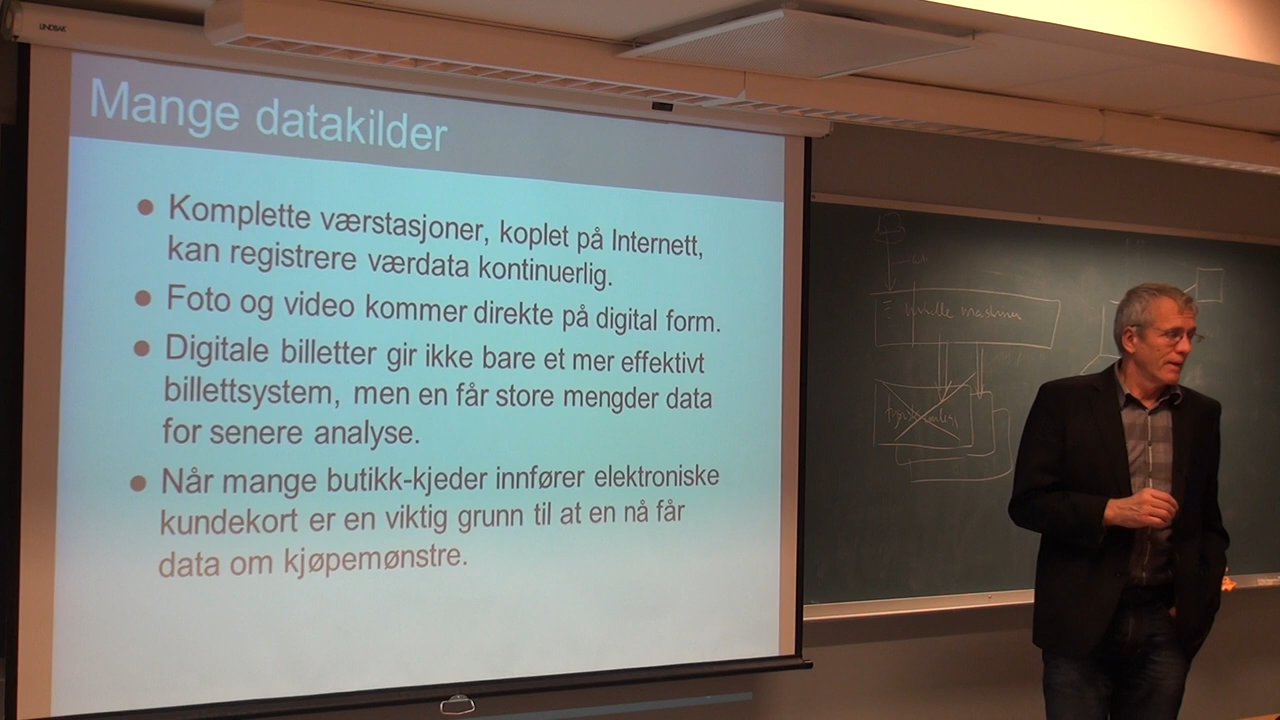 LINDBAK
Mange datakilder
Komplette værstasjoner, koplet på Internett,
kan registrere værdata kontinuerlig.
Foto og video kommer direkte på digital form.
Digitale billetter gir ikke bare et mer effektivt
billettsystem, men en får store mengder data
for senere analyse.
Når mange butikk-kjeder innfører elektroniske
kundekort er en viktig grunn til at en nå får
data om kjøpemønstre.